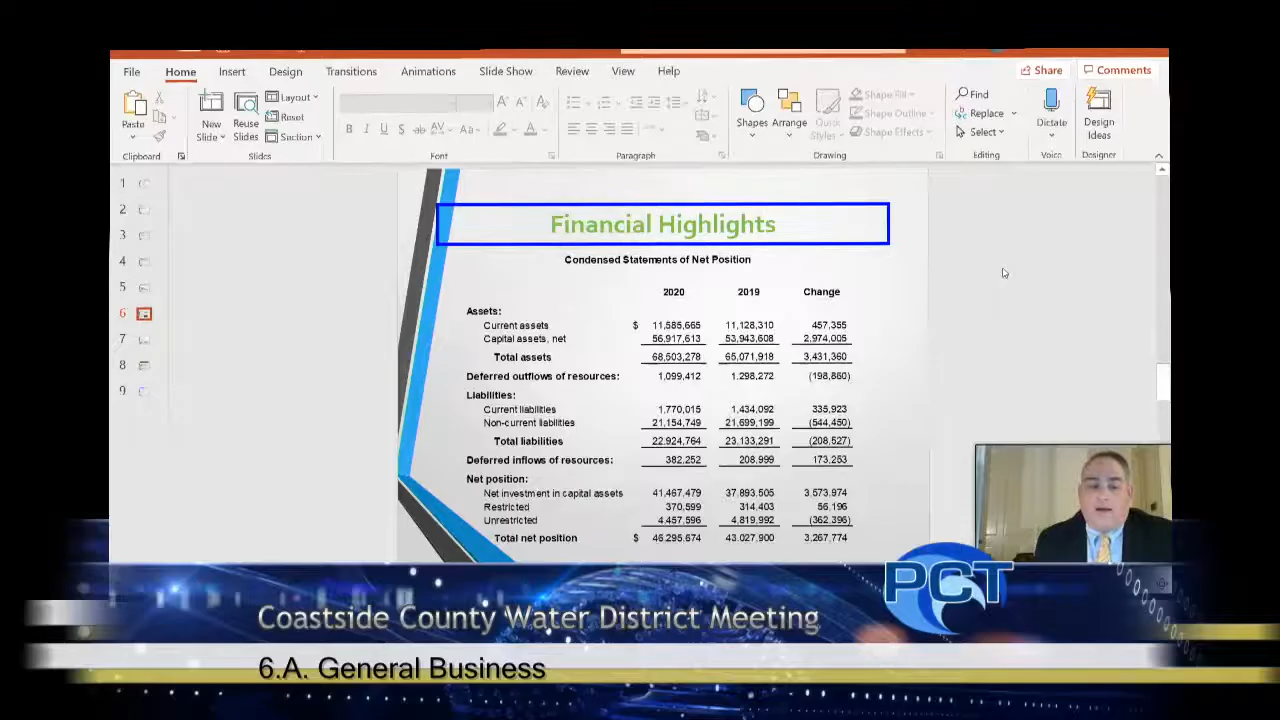 File Home Insert Design Transitions Animations Slide Show Review View Help Share Comments
Paste New Slide Reuse Slides Layout Reset Section Shapes Arrange Quick Styles Shape Fill Shape Outline Shape Effects Find Replace Select Dictate Design Ideas
B I U S ab AV Aa A
Clipboard Slides Font Paragraph Drawing Editing Voice Designer
1
2
3
4
5
6
7
8
9
Financial Highlights
Condensed Statements of Net Position
2020 2019 Change
Assets:
Current assets $ 11,585,665 11,128,310 457,355
Capital assets, net 56,917,613 53,943,608 2,974,005
Total assets 68,503,278 65,071,918 3,431,360
Deferred outflows of resources: 1,099,412 1,298,272 (198,860)
Liabilities:
Current liabilities 1,770,015 1,434,092 335,923
Non-current liabilities 21,154,749 21,699,199 (544,450)
Total liabilities 22,924,764 23,133,291 (208,527)
Deferred inflows of resources: 382,252 208,999 173,253
Net position:
Net investment in capital assets 41,467,479 37,893,505 3,573,974
Restricted 370,599 314,403 56,196
Unrestricted 4,457,596 4,819,992 (362,396)
Total net position $ 46,295,674 43,027,900 3,267,774
PCT
Coastside County Water District Meeting
6.A. General Business